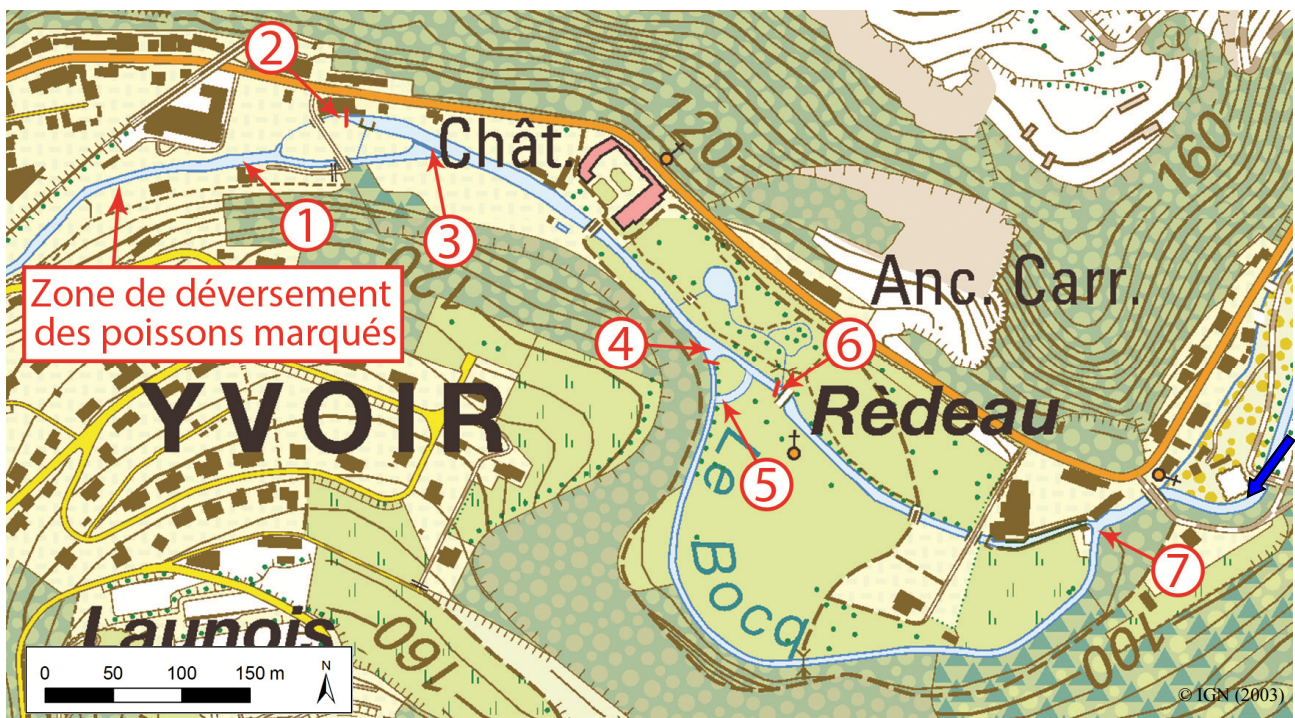 2
Chât.
120
160
1
3
120
Zone de déversement
des poissons marqués
Anc. Carr.
4
6
Rèdeau
YVOIR
5
Le Bocq
7
Launois
160
100
0 50 100 150 m
N
© IGN (2003)